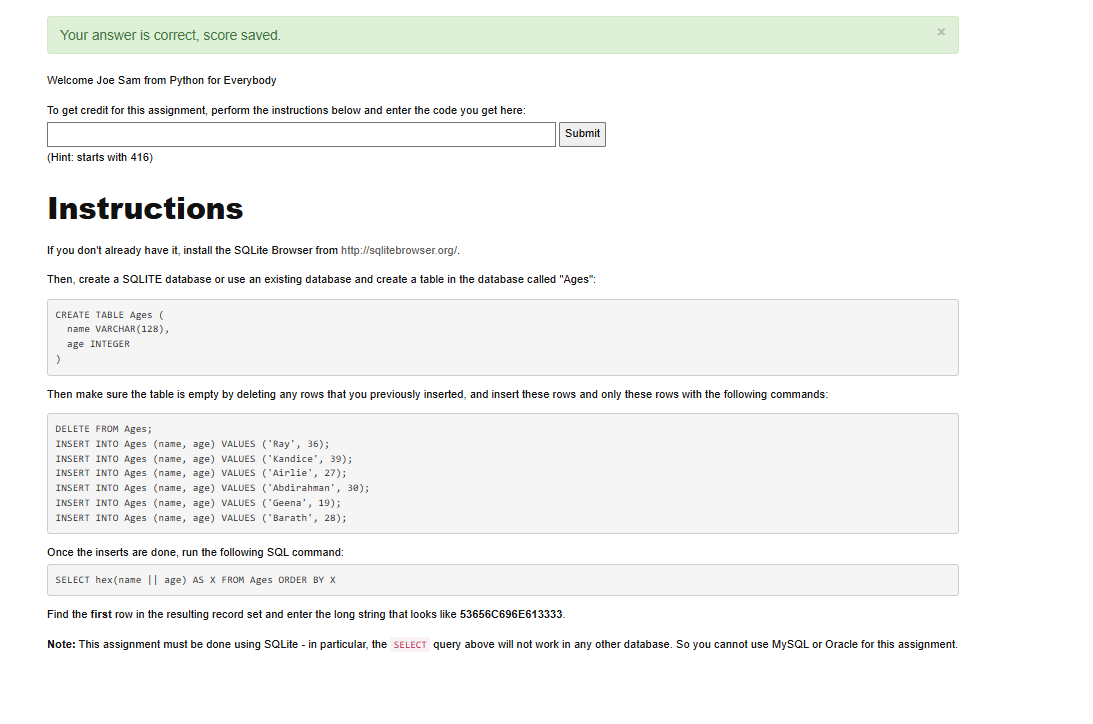 Your answer is correct, score saved.
×
Welcome Joe Sam from Python for Everybody
To get credit for this assignment, perform the instructions below and enter the code you get here:
Submit
(Hint: starts with 416)
Instructions
If you don't already have it, install the SQLite Browser from http://sqlitebrowser.org/.
Then, create a SQLITE database or use an existing database and create a table in the database called "Ages":
CREATE TABLE Ages (
  name VARCHAR(128),
  age INTEGER
)
Then make sure the table is empty by deleting any rows that you previously inserted, and insert these rows and only these rows with the following commands:
DELETE FROM Ages;
INSERT INTO Ages (name, age) VALUES ('Ray', 36);
INSERT INTO Ages (name, age) VALUES ('Kandice', 39);
INSERT INTO Ages (name, age) VALUES ('Airlie', 27);
INSERT INTO Ages (name, age) VALUES ('Abdirahman', 30);
INSERT INTO Ages (name, age) VALUES ('Geena', 19);
INSERT INTO Ages (name, age) VALUES ('Barath', 28);
Once the inserts are done, run the following SQL command:
SELECT hex(name || age) AS X FROM Ages ORDER BY X
Find the first row in the resulting record set and enter the long string that looks like 53656C696E613333.
Note: This assignment must be done using SQLite - in particular, the SELECT query above will not work in any other database. So you cannot use MySQL or Oracle for this assignment.